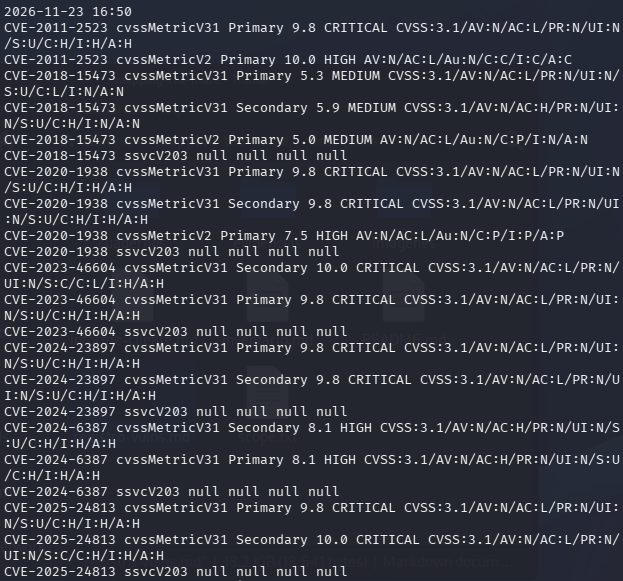 2026-11-23 16:50
CVE-2011-2523 cvssMetricV31 Primary 9.8 CRITICAL CVSS:3.1/AV:N/AC:L/PR:N/UI:N
/S:U/C:H/I:H/A:H
CVE-2011-2523 cvssMetricV2 Primary 10.0 HIGH AV:N/AC:L/Au:N/C:C/I:C/A:C
CVE-2018-15473 cvssMetricV31 Primary 5.3 MEDIUM CVSS:3.1/AV:N/AC:L/PR:N/UI:N/
S:U/C:L/I:N/A:N
CVE-2018-15473 cvssMetricV31 Secondary 5.9 MEDIUM CVSS:3.1/AV:N/AC:H/PR:N/UI:
N/S:U/C:H/I:N/A:N
CVE-2018-15473 cvssMetricV2 Primary 5.0 MEDIUM AV:N/AC:L/Au:N/C:P/I:N/A:N
CVE-2018-15473 ssvcV203 null null null null
CVE-2020-1938 cvssMetricV31 Primary 9.8 CRITICAL CVSS:3.1/AV:N/AC:L/PR:N/UI:N
/S:U/C:H/I:H/A:H
CVE-2020-1938 cvssMetricV31 Secondary 9.8 CRITICAL CVSS:3.1/AV:N/AC:L/PR:N/UI
:N/S:U/C:H/I:H/A:H
CVE-2020-1938 cvssMetricV2 Primary 7.5 HIGH AV:N/AC:L/Au:N/C:P/I:P/A:P
CVE-2020-1938 ssvcV203 null null null null
CVE-2023-46604 cvssMetricV31 Secondary 10.0 CRITICAL CVSS:3.1/AV:N/AC:L/PR:N/
UI:N/S:C/C:L/I:H/A:H
CVE-2023-46604 cvssMetricV31 Primary 9.8 CRITICAL CVSS:3.1/AV:N/AC:L/PR:N/UI:
N/S:U/C:H/I:H/A:H
CVE-2023-46604 ssvcV203 null null null null
CVE-2024-23897 cvssMetricV31 Primary 9.8 CRITICAL CVSS:3.1/AV:N/AC:L/PR:N/UI:
N/S:U/C:H/I:H/A:H
CVE-2024-23897 cvssMetricV31 Secondary 9.8 CRITICAL CVSS:3.1/AV:N/AC:L/PR:N/U
I:N/S:U/C:H/I:H/A:H
CVE-2024-23897 ssvcV203 null null null null
CVE-2024-6387 cvssMetricV31 Secondary 8.1 HIGH CVSS:3.1/AV:N/AC:H/PR:N/UI:N/S
:U/C:H/I:H/A:H
CVE-2024-6387 cvssMetricV31 Primary 8.1 HIGH CVSS:3.1/AV:N/AC:H/PR:N/UI:N/S:U
/C:H/I:H/A:H
CVE-2024-6387 ssvcV203 null null null null
CVE-2025-24813 cvssMetricV31 Primary 9.8 CRITICAL CVSS:3.1/AV:N/AC:L/PR:N/UI:
N/S:U/C:H/I:H/A:H
CVE-2025-24813 cvssMetricV31 Secondary 10.0 CRITICAL CVSS:3.1/AV:N/AC:L/PR:N/
UI:N/S:C/C:H/I:H/A:H
CVE-2025-24813 ssvcV203 null null null null